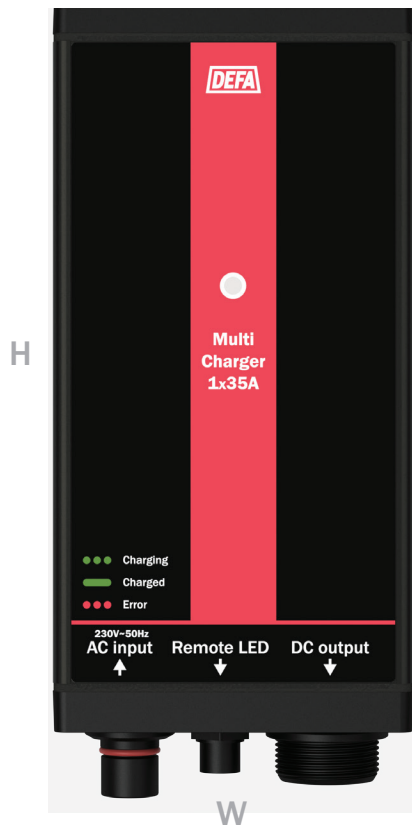 DEFA
H
Multi
Charger
1x35A
Charging
Charged
Error
230V~50Hz
AC input Remote LED DC output
W